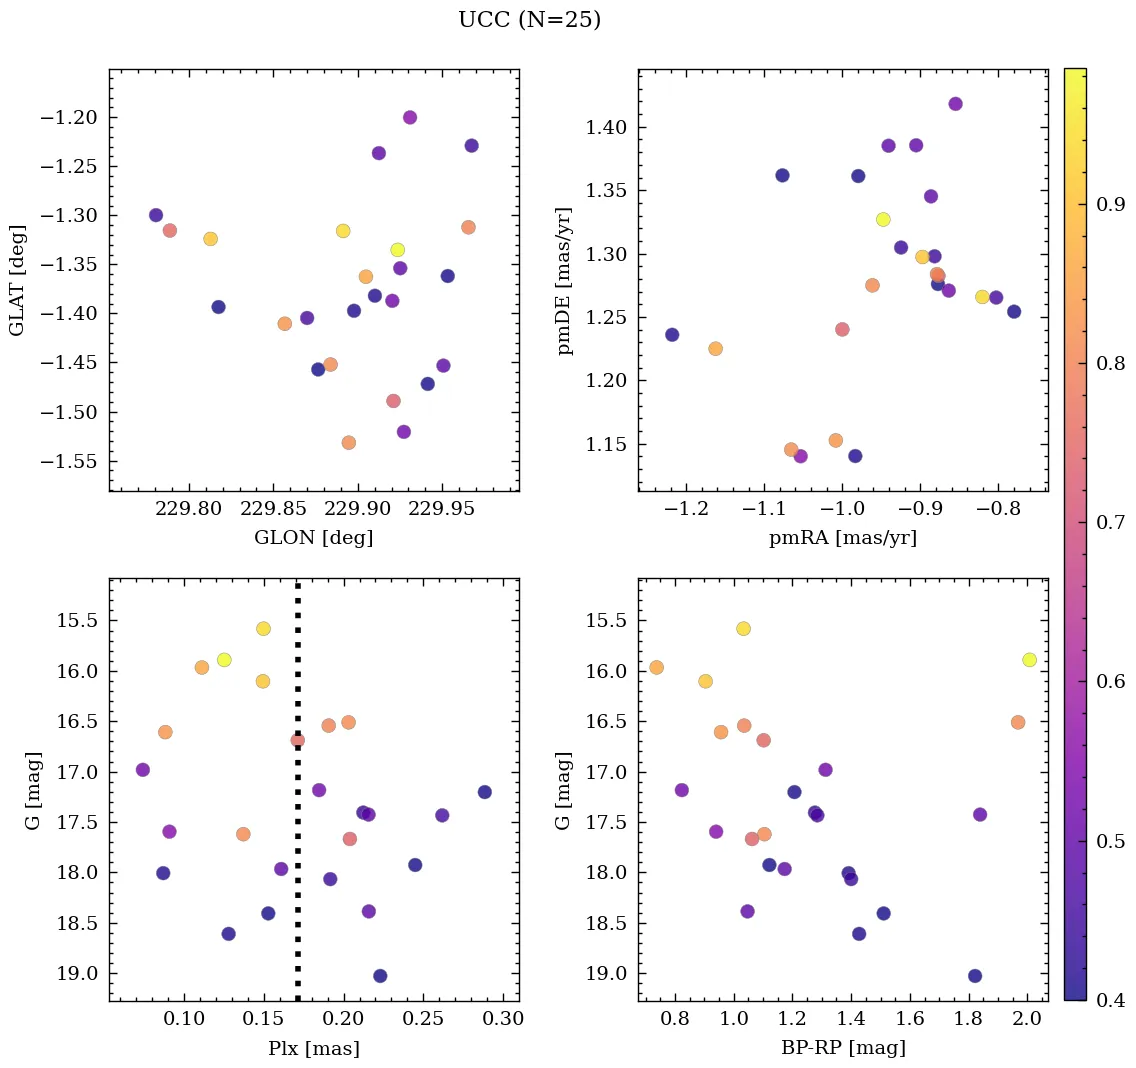 UCC (N=25)
−1.20
−1.25
−1.30
−1.35
−1.40
−1.45
−1.50
−1.55
GLAT [deg]
229.80 229.85 229.90 229.95
GLON [deg]
1.40
1.35
1.30
1.25
1.20
1.15
pmDE [mas/yr]
−1.2 −1.1 −1.0 −0.9 −0.8
pmRA [mas/yr]
15.5
16.0
16.5
17.0
17.5
18.0
18.5
19.0
G [mag]
0.10 0.15 0.20 0.25 0.30
Plx [mas]
15.5
16.0
16.5
17.0
17.5
18.0
18.5
19.0
G [mag]
0.8 1.0 1.2 1.4 1.6 1.8 2.0
BP-RP [mag]
0.9
0.8
0.7
0.6
0.5
0.4